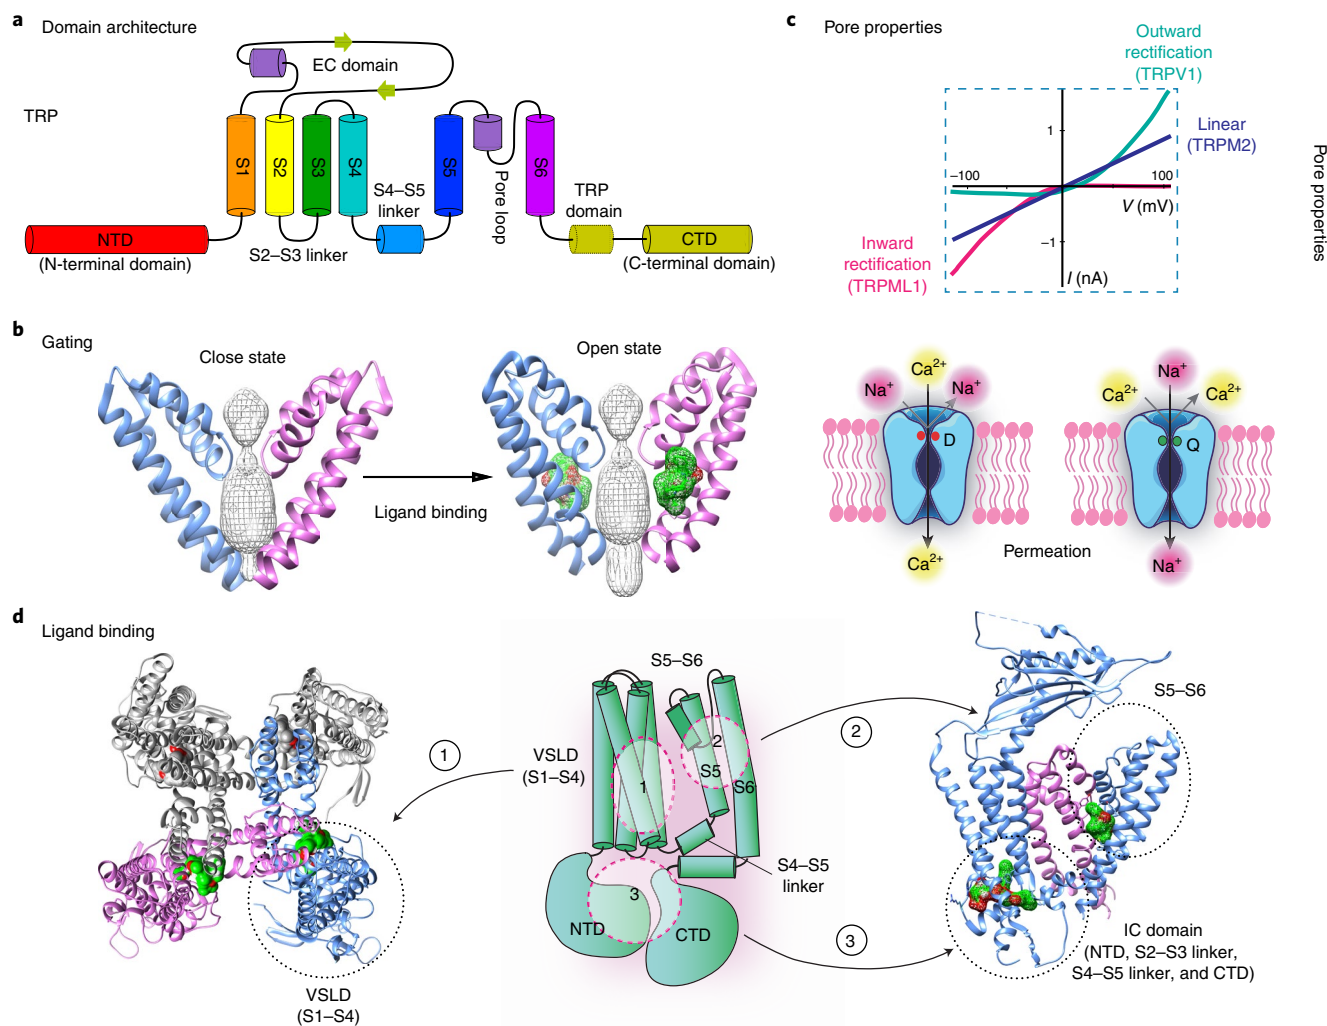 a
Domain architecture
TRP
EC domain
S1
S2
S3
S4
S5
S6
S4–S5
linker
Pore loop
TRP
domain
NTD
(N-terminal domain)
S2–S3 linker
CTD
(C-terminal domain)
c
Pore properties
Outward
rectification
(TRPV1)
Linear
(TRPM2)
1
–100
100
V (mV)
–1
I (nA)
Inward
rectification
(TRPML1)
Pore properties
b
Gating
Close state
Ligand binding
Open state
Na+
Ca2+
Na+
D
Ca2+
Permeation
Ca2+
Na+
Ca2+
Q
Na+
d
Ligand binding
1
VSLD
(S1–S4)
S5–S6
VSLD
(S1–S4)
1
2
S5
S6
S4–S5
linker
3
NTD
CTD
2
3
S5–S6
IC domain
(NTD, S2–S3 linker,
S4–S5 linker, and CTD)